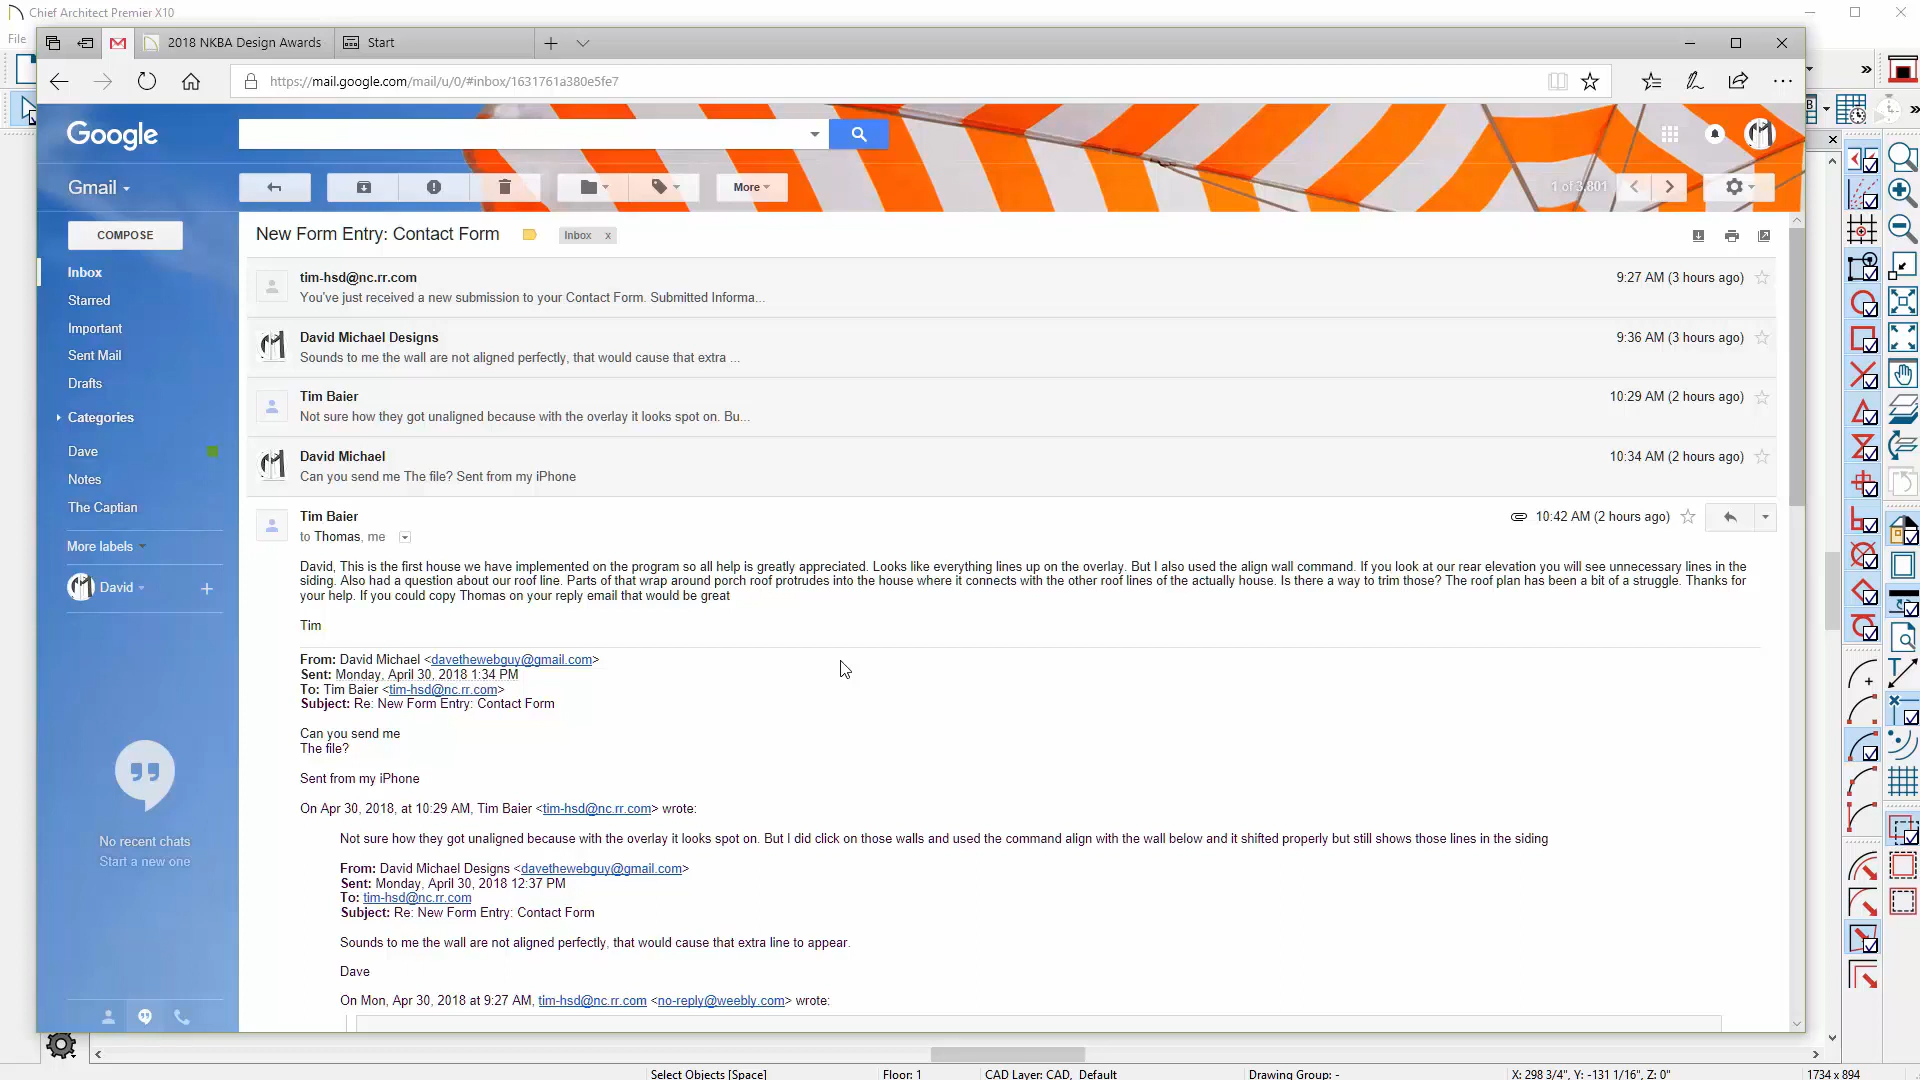 Chief Architect Premier X10
File
2018 NKBA Design Awards
Start
https://mail.google.com/mail/u/0/#inbox/1631761a380e5fe7
Google
Gmail
More
1 of 3,801
COMPOSE
New Form Entry: Contact Form
Inbox x
Inbox
Starred
Important
Sent Mail
Drafts
Categories
Dave
Notes
The Captian
More labels
David
No recent chats
Start a new one
tim-hsd@nc.rr.com
9:27 AM (3 hours ago)
You've just received a new submission to your Contact Form. Submitted Informa...
David Michael Designs
9:36 AM (3 hours ago)
Sounds to me the wall are not aligned perfectly, that would cause that extra ...
Tim Baier
10:29 AM (2 hours ago)
Not sure how they got unaligned because with the overlay it looks spot on. Bu...
David Michael
10:34 AM (2 hours ago)
Can you send me The file? Sent from my iPhone
Tim Baier
10:42 AM (2 hours ago)
to Thomas, me
David, This is the first house we have implemented on the program so all help is greatly appreciated. Looks like everything lines up on the overlay. But I also used the align wall command. If you look at our rear elevation you will see unnecessary lines in the
siding. Also had a question about our roof line. Parts of that wrap around porch roof protrudes into the house where it connects with the other roof lines of the actually house. Is there a way to trim those? The roof plan has been a bit of a struggle. Thanks for
your help. If you could copy Thomas on your reply email that would be great
Tim
From: David Michael <davethewebguy@gmail.com>
Sent: Monday, April 30, 2018 1:34 PM
To: Tim Baier <tim-hsd@nc.rr.com>
Subject: Re: New Form Entry: Contact Form
Can you send me
The file?
Sent from my iPhone
On Apr 30, 2018, at 10:29 AM, Tim Baier <tim-hsd@nc.rr.com> wrote:
Not sure how they got unaligned because with the overlay it looks spot on. But I did click on those walls and used the command align with the wall below and it shifted properly but still shows those lines in the siding
From: David Michael Designs <davethewebguy@gmail.com>
Sent: Monday, April 30, 2018 12:37 PM
To: tim-hsd@nc.rr.com
Subject: Re: New Form Entry: Contact Form
Sounds to me the wall are not aligned perfectly, that would cause that extra line to appear.
Dave
On Mon, Apr 30, 2018 at 9:27 AM, tim-hsd@nc.rr.com <no-reply@weebly.com> wrote:
Select Objects [Space]
Floor: 1
CAD Layer: CAD, Default
Drawing Group: -
X: 298 3/4", Y: -131 1/16", Z: 0"
1734 x 894